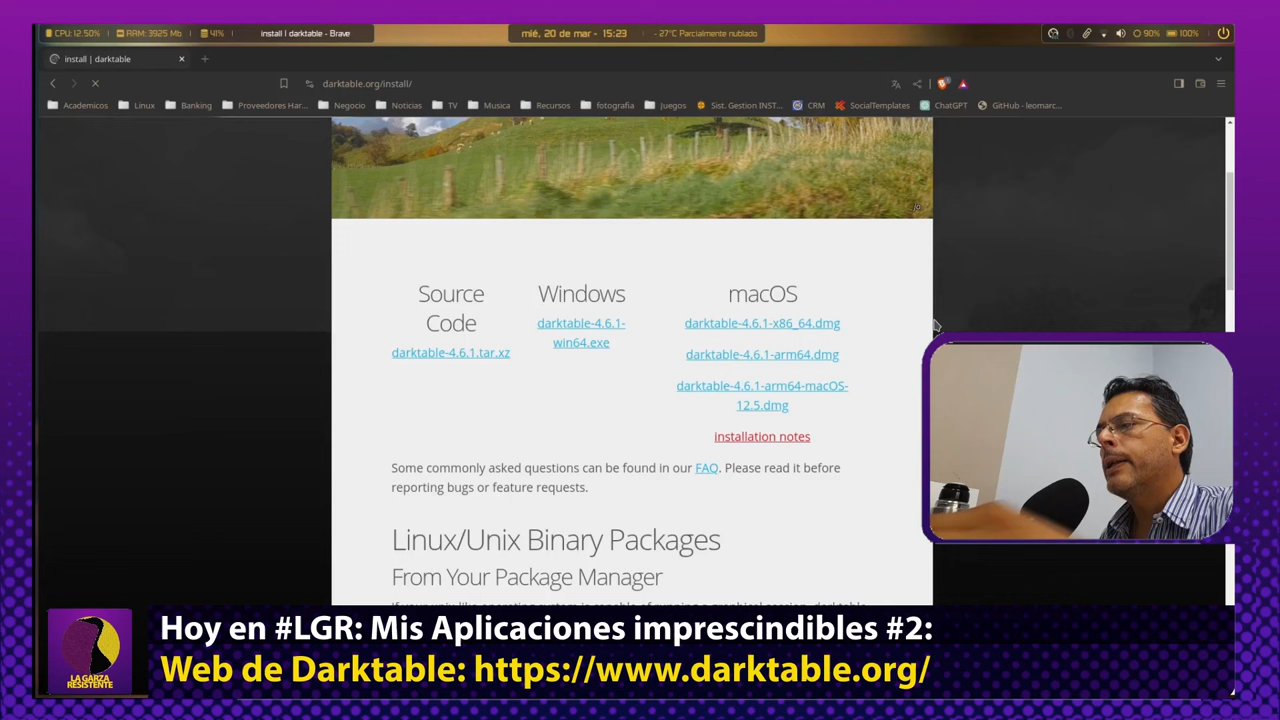 CPU: 12.50%
RAM: 3925 Mb
41%
install | darktable - Brave
mié, 20 de mar - 15:23
- 27°C Parcialmente nublado
90%
100%
install | darktable
darktable.org/install/
Academicos
Linux
Banking
Proveedores Har...
Negocio
Noticias
TV
Musica
Recursos
fotografia
Juegos
Sist. Gestion INST...
CRM
SocialTemplates
ChatGPT
GitHub - leomarc...
Source
Code
darktable-4.6.1.tar.xz
Windows
darktable-4.6.1-
win64.exe
macOS
darktable-4.6.1-x86_64.dmg
darktable-4.6.1-arm64.dmg
darktable-4.6.1-arm64-macOS-
12.5.dmg
installation notes
Some commonly asked questions can be found in our FAQ. Please read it before
reporting bugs or feature requests.
Linux/Unix Binary Packages
From Your Package Manager
LA GARZA
RESISTENTE
Hoy en #LGR: Mis Aplicaciones imprescindibles #2:
Web de Darktable: https://www.darktable.org/